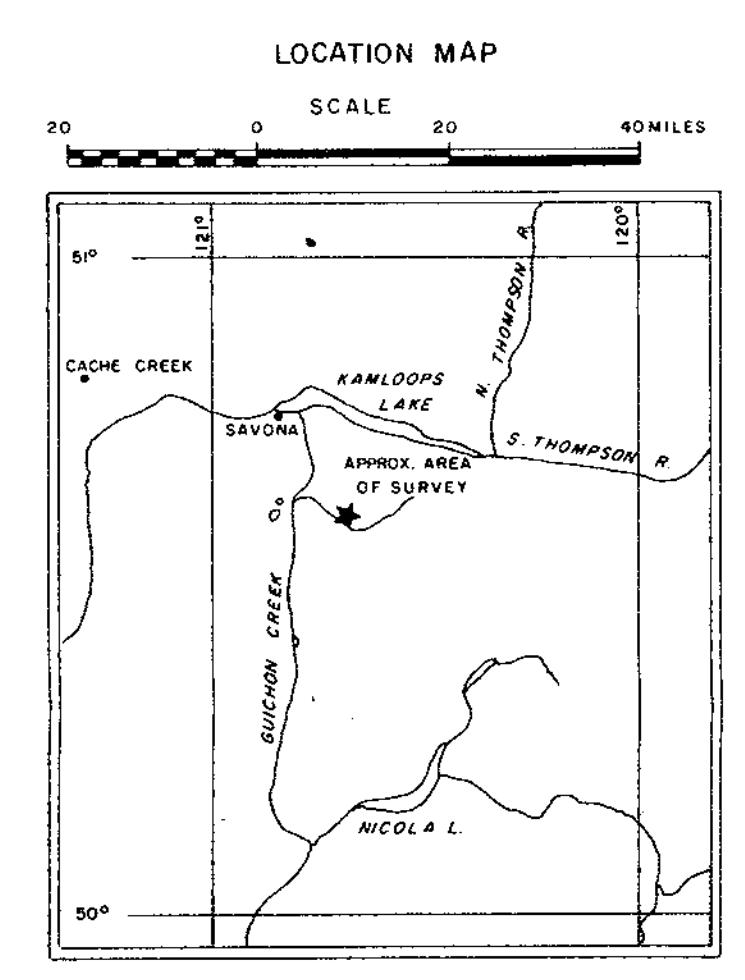 LOCATION MAP
SCALE
20 0 20 40 MILES
121°
120°
51°
N. THOMPSON R.
CACHE CREEK
KAMLOOPS
LAKE
SAVONA
S. THOMPSON R.
APPROX. AREA
OF SURVEY
GUICHON CREEK
NICOLA L.
50°